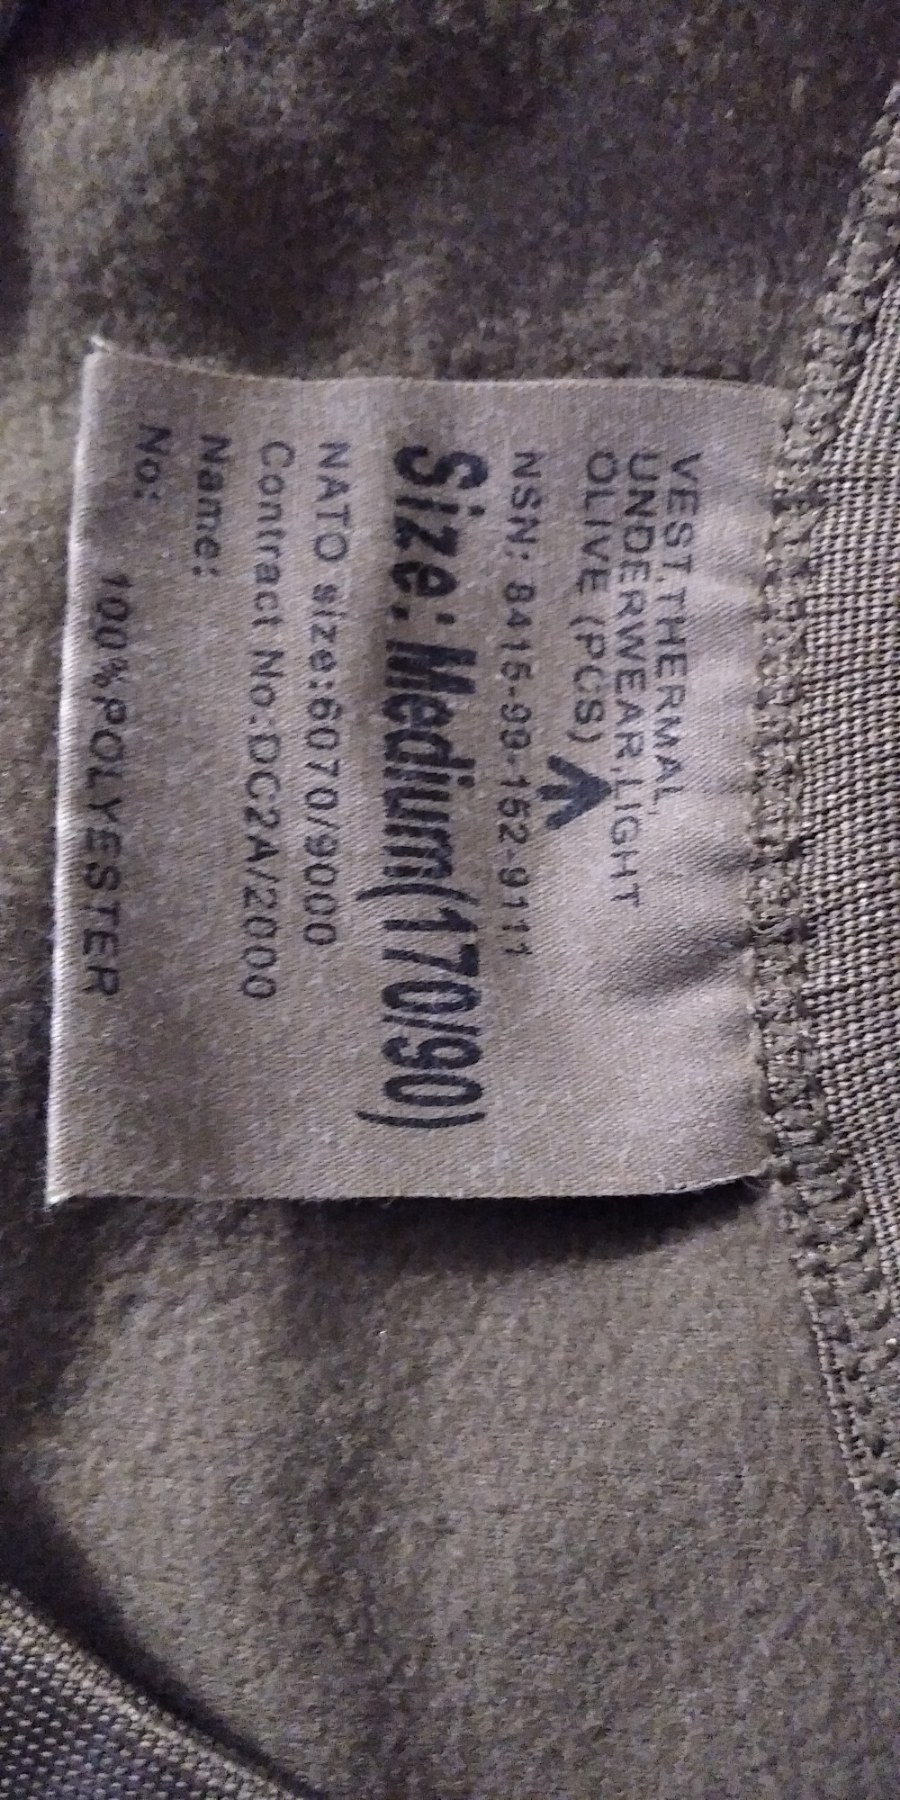 VEST, THERMAL,
UNDERWEAR,LIGHT
OLIVE (PCS)
NSN: 8415-99-152-9111
Size: Medium(170/90)
NATO size:6070/9000
Contract No:DC2A/2000
Name:
No:
100%POLYESTER